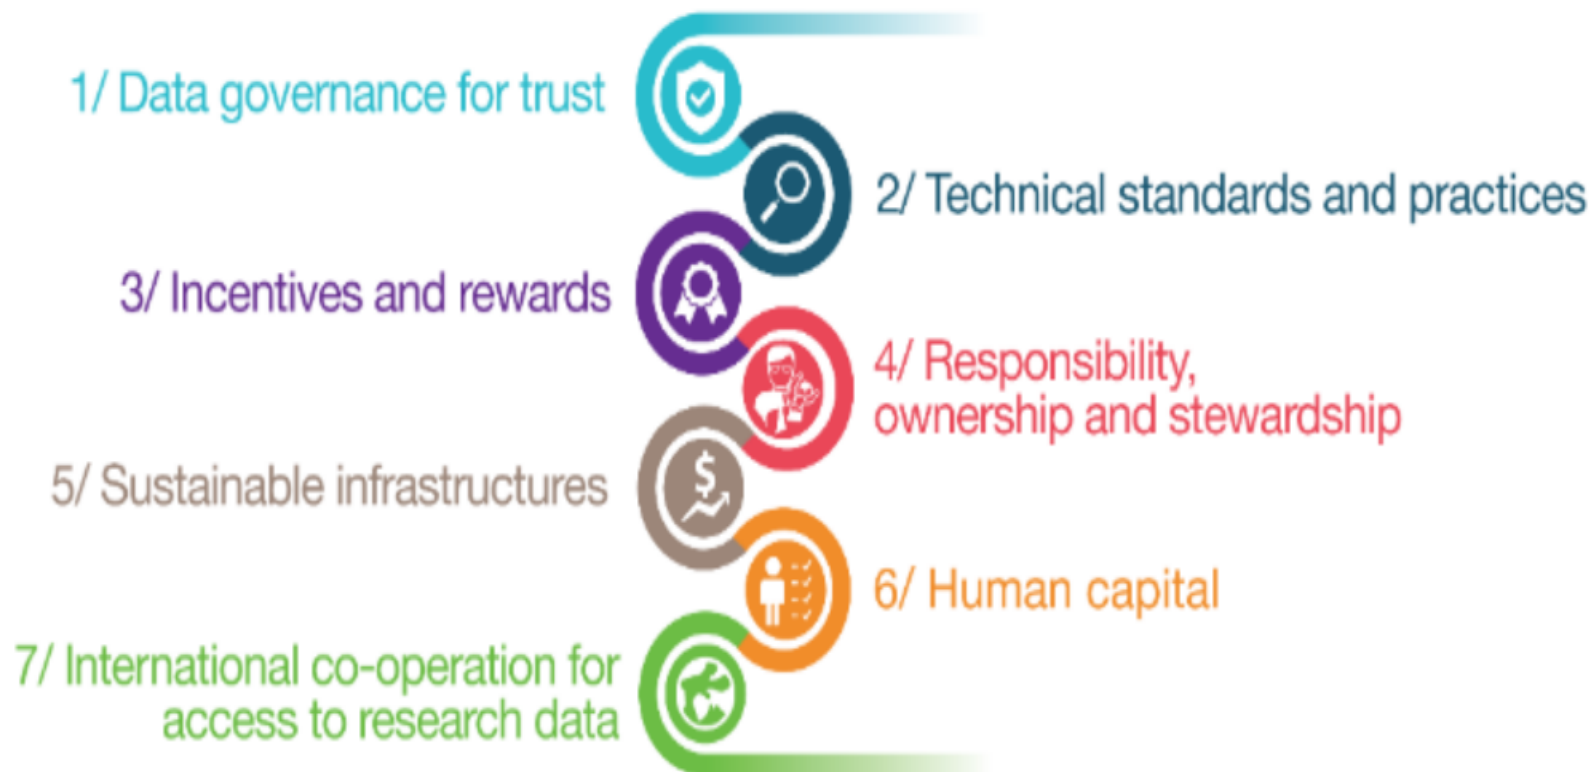 1/ Data governance for trust
2/ Technical standards and practices
3/ Incentives and rewards
4/ Responsibility,
ownership and stewardship
5/ Sustainable infrastructures
$
6/ Human capital
7/ International co-operation for
access to research data